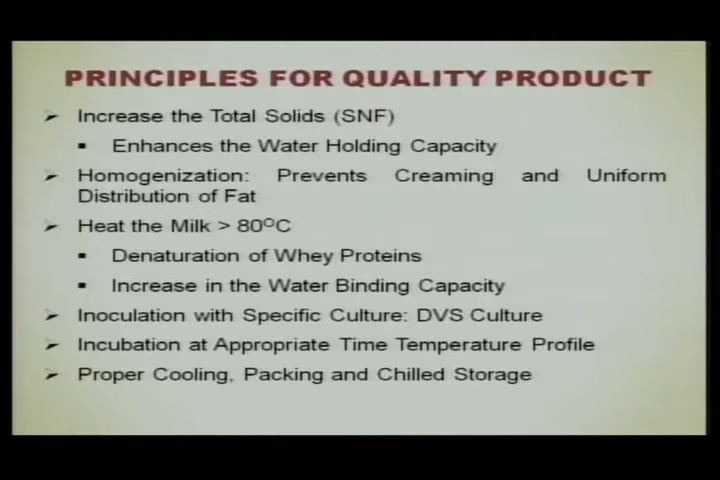 PRINCIPLES FOR QUALITY PRODUCT
➢ Increase the Total Solids (SNF)
▪ Enhances the Water Holding Capacity
➢ Homogenization: Prevents Creaming and Uniform
Distribution of Fat
➢ Heat the Milk > 80ºC
▪ Denaturation of Whey Proteins
▪ Increase in the Water Binding Capacity
➢ Inoculation with Specific Culture: DVS Culture
➢ Incubation at Appropriate Time Temperature Profile
➢ Proper Cooling, Packing and Chilled Storage